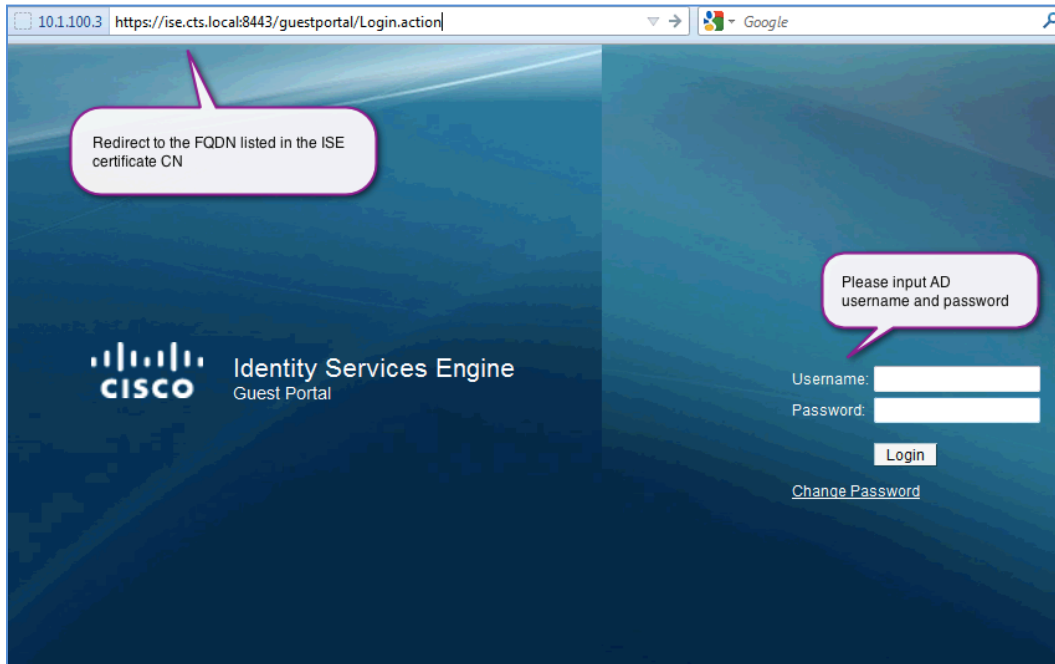 10.1.100.3 https://ise.cts.local:8443/guestportal/Login.action Google
Redirect to the FQDN listed in the ISE
certificate CN
Please input AD
username and password
CISCO
Identity Services Engine
Guest Portal
Username:
Password:
Login
Change Password